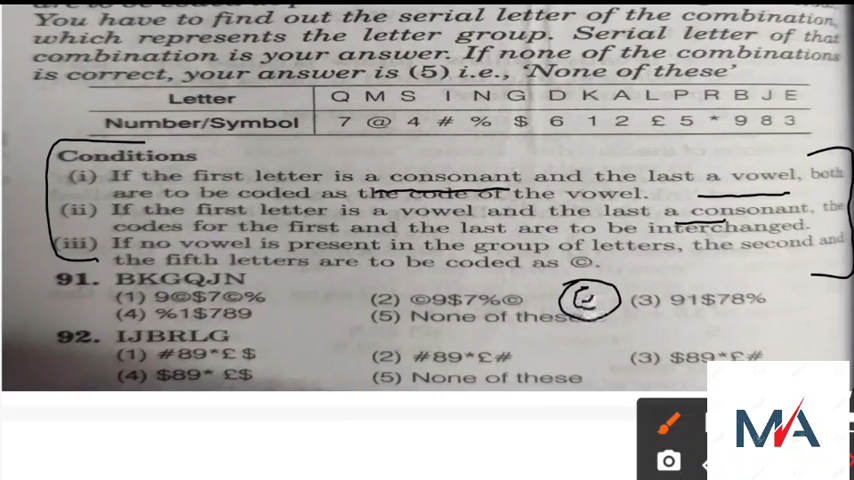 You have to find out the serial letter of the combination,
which represents the letter group. Serial letter of that
combination is your answer. If none of the combinations
is correct, your answer is (5) i.e., 'None of these'
Letter Q M S I N G D K A L P R B J E
Number/Symbol 7 @ 4 # % $ 6 1 2 £ 5 * 9 8 3
Conditions
(i) If the first letter is a consonant and the last a vowel, both
are to be coded as the code of the vowel.
(ii) If the first letter is a vowel and the last a consonant, the
codes for the first and the last are to be interchanged.
(iii) If no vowel is present in the group of letters, the second and
the fifth letters are to be coded as ©.
91. BKGQJN
(1) 9©$7©% (2) ©9$7%© (3) 91$78%
(4) %1$789 (5) None of these
92. IJBRLG
(1) #89*£ $ (2) #89*£# (3) $89*£#
(4) $89* £$ (5) None of these
MA